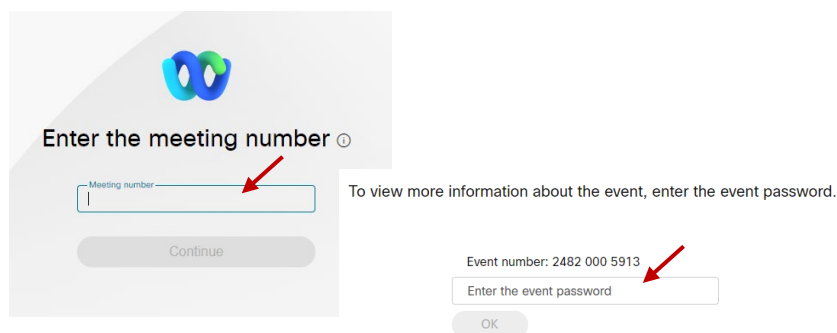 Enter the meeting number
Meeting number
Continue
To view more information about the event, enter the event password.
Event number: 2482 000 5913
Enter the event password
OK